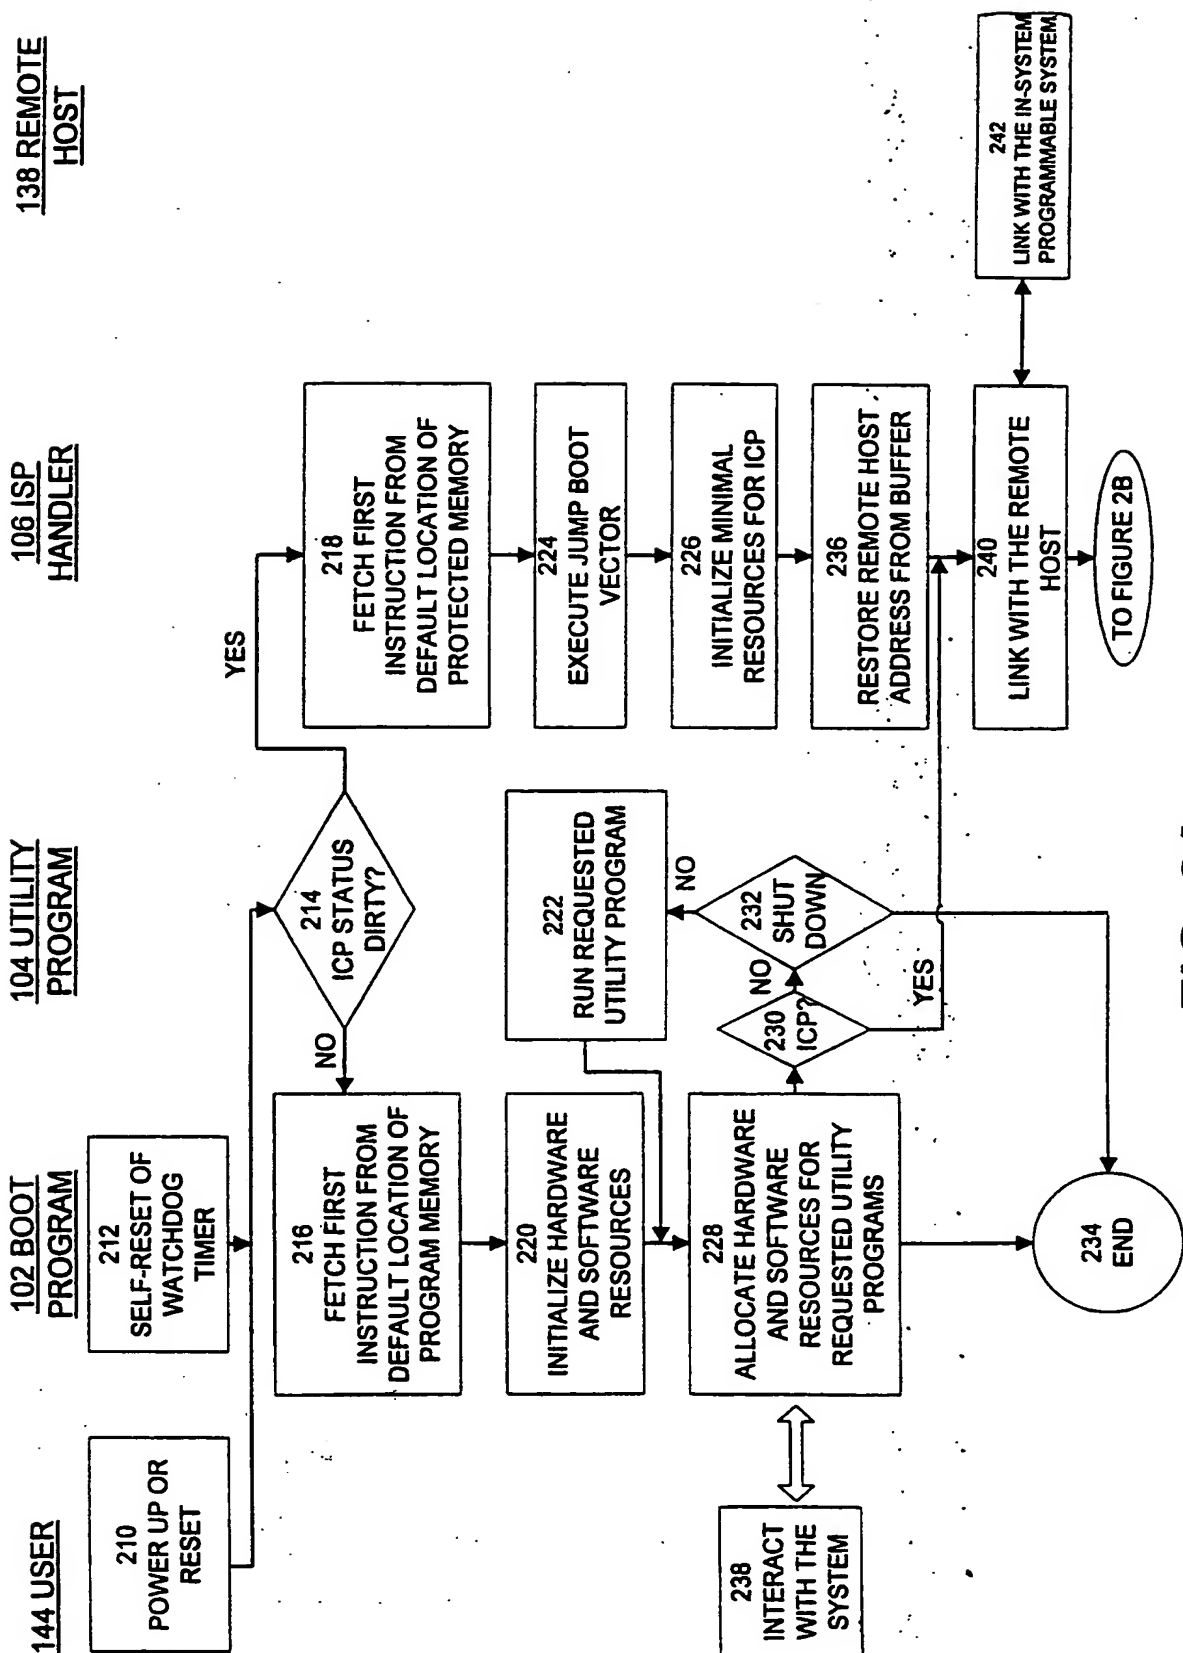 144 USER
102 BOOT
PROGRAM
104 UTILITY
PROGRAM
106 ISP
HANDLER
138 REMOTE
HOST
210
POWER UP OR
RESET
212
SELF-RESET OF
WATCHDOG
TIMER
214
ICP STATUS
DIRTY?
NO
YES
216
FETCH FIRST
INSTRUCTION FROM
DEFAULT LOCATION OF
PROGRAM MEMORY
218
FETCH FIRST
INSTRUCTION FROM
DEFAULT LOCATION OF
PROTECTED MEMORY
220
INITIALIZE HARDWARE
AND SOFTWARE
RESOURCES
222
RUN REQUESTED
UTILITY PROGRAM
224
EXECUTE JUMP BOOT
VECTOR
226
INITIALIZE MINIMAL
RESOURCES FOR ICP
238
INTERACT
WITH THE
SYSTEM
228
ALLOCATE HARDWARE
AND SOFTWARE
RESOURCES FOR
REQUESTED UTILITY
PROGRAMS
230
ICP?
NO
YES
232
SHUT
DOWN
NO
236
RESTORE REMOTE HOST
ADDRESS FROM BUFFER
240
LINK WITH THE REMOTE
HOST
242
LINK WITH THE IN-SYSTEM
PROGRAMMABLE SYSTEM
234
END
TO FIGURE 2B